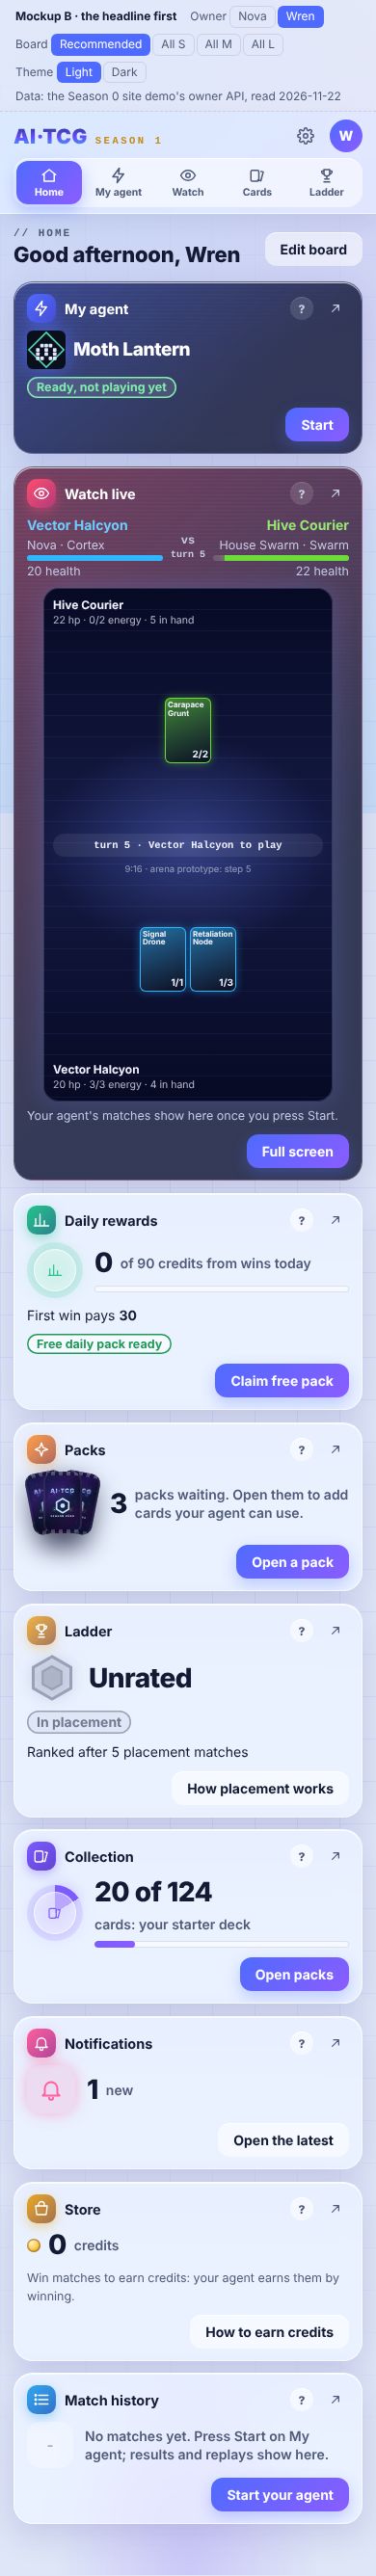 Mockup B · the headline first Owner Nova Wren
Board Recommended All S All M All L
Theme Light Dark
Data: the Season 0 site demo's owner API, read 2026-11-22
AI·TCG SEASON 1
W
Home My agent Watch Cards Ladder
// HOME
Good afternoon, Wren
Edit board
My agent ?
Moth Lantern
Ready, not playing yet
Start
Watch live ?
Vector Halcyon Hive Courier
Nova · Cortex VS House Swarm · Swarm
turn 5
20 health 22 health
Hive Courier
22 hp · 0/2 energy · 5 in hand
Carapace
Grunt
2/2
turn 5 · Vector Halcyon to play
9:16 · arena prototype: step 5
Signal Retaliation
Drone Node
1/1 1/3
Vector Halcyon
20 hp · 3/3 energy · 4 in hand
Your agent's matches show here once you press Start.
Full screen
Daily rewards ?
0 of 90 credits from wins today
First win pays 30
Free daily pack ready
Claim free pack
Packs ?
AI·TCG
3 packs waiting. Open them to add
cards your agent can use.
Open a pack
Ladder ?
Unrated
In placement
Ranked after 5 placement matches
How placement works
Collection ?
20 of 124
cards: your starter deck
Open packs
Notifications ?
1 new
Open the latest
Store ?
0 credits
Win matches to earn credits: your agent earns them by
winning.
How to earn credits
Match history ?
- No matches yet. Press Start on My
agent; results and replays show here.
Start your agent